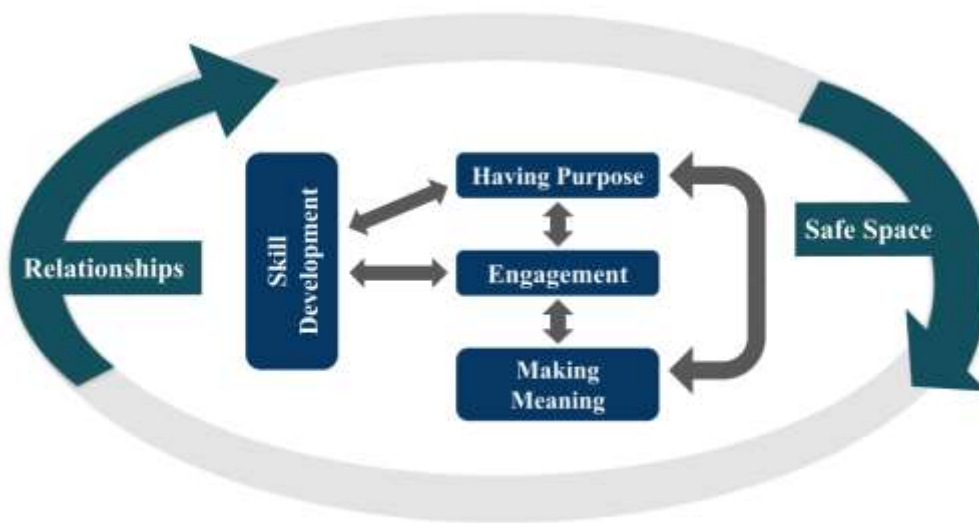 Relationships
Skill
Development
Having Purpose
Engagement
Making
Meaning
Safe Space